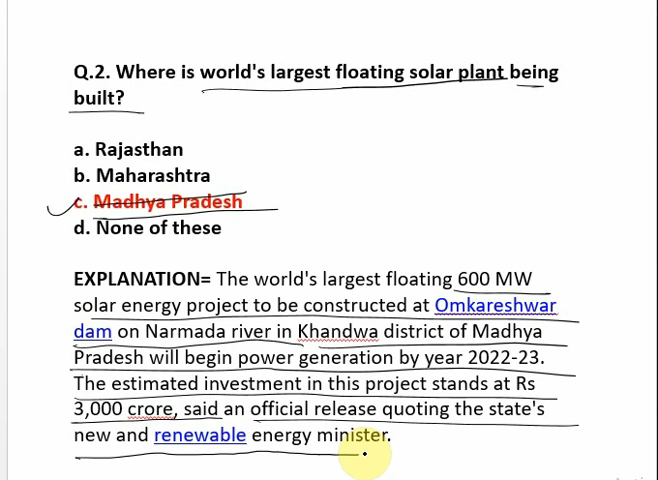 Q.2. Where is world's largest floating solar plant being
built?
a. Rajasthan
b. Maharashtra
c. Madhya Pradesh
d. None of these
EXPLANATION= The world's largest floating 600 MW
solar energy project to be constructed at Omkareshwar
dam on Narmada river in Khandwa district of Madhya
Pradesh will begin power generation by year 2022-23.
The estimated investment in this project stands at Rs
3,000 crore, said an official release quoting the state's
new and renewable energy minister.